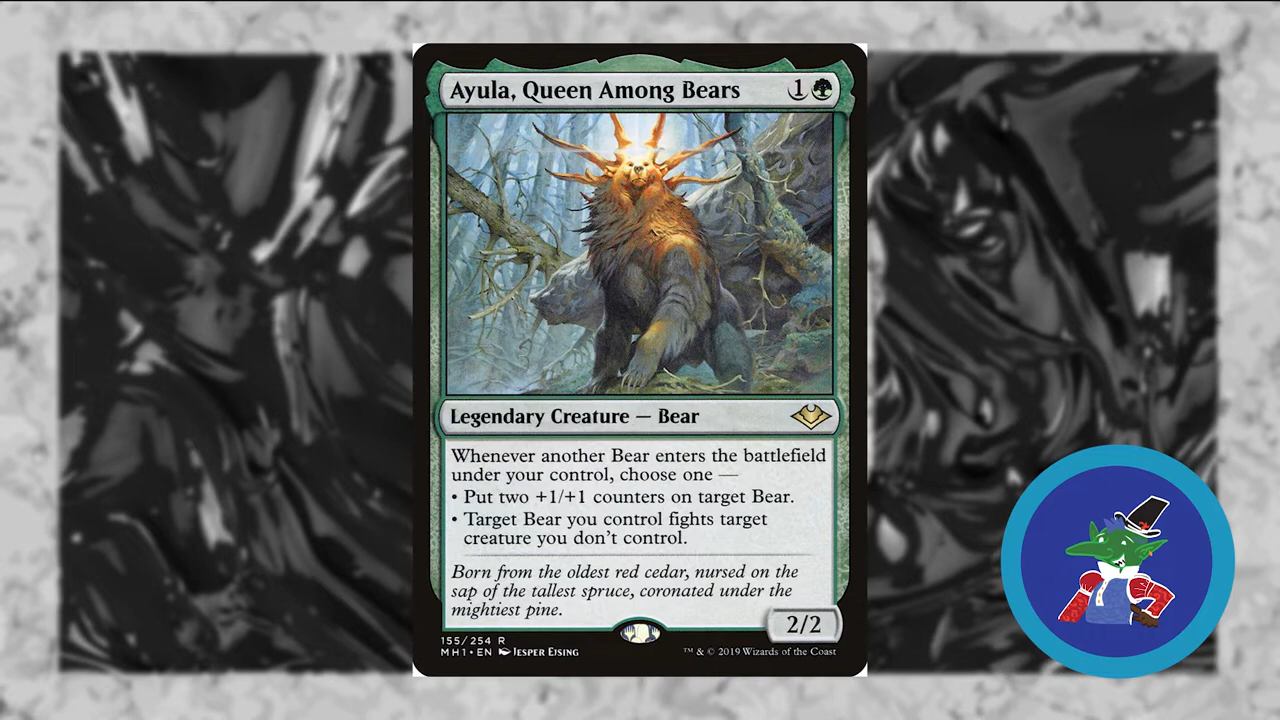 Ayula, Queen Among Bears 1
Legendary Creature — Bear
Whenever another Bear enters the battlefield
under your control, choose one —
• Put two +1/+1 counters on target Bear.
• Target Bear you control fights target
creature you don't control.
Born from the oldest red cedar, nursed on the
sap of the tallest spruce, coronated under the
mightiest pine.
2/2
155/254 R
MH1 • EN Jesper Eising
™ & © 2019 Wizards of the Coast